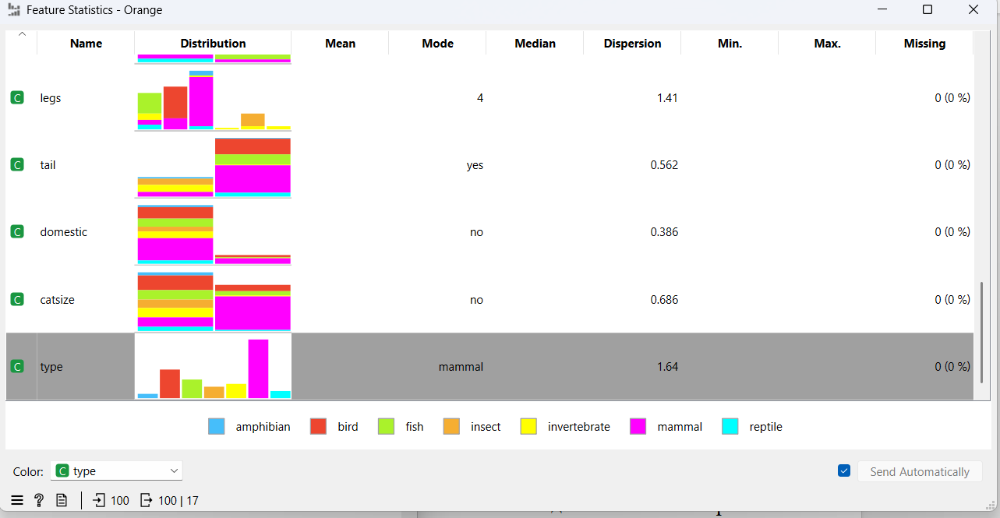 Feature Statistics - Orange
Name Distribution Mean Mode Median Dispersion Min. Max. Missing
C legs 4 1.41 0 (0 %)
C tail yes 0.562 0 (0 %)
C domestic no 0.386 0 (0 %)
C catsize no 0.686 0 (0 %)
C type mammal 1.64 0 (0 %)
amphibian bird fish insect invertebrate mammal reptile
Color: C type Send Automatically
? 100 100 | 17